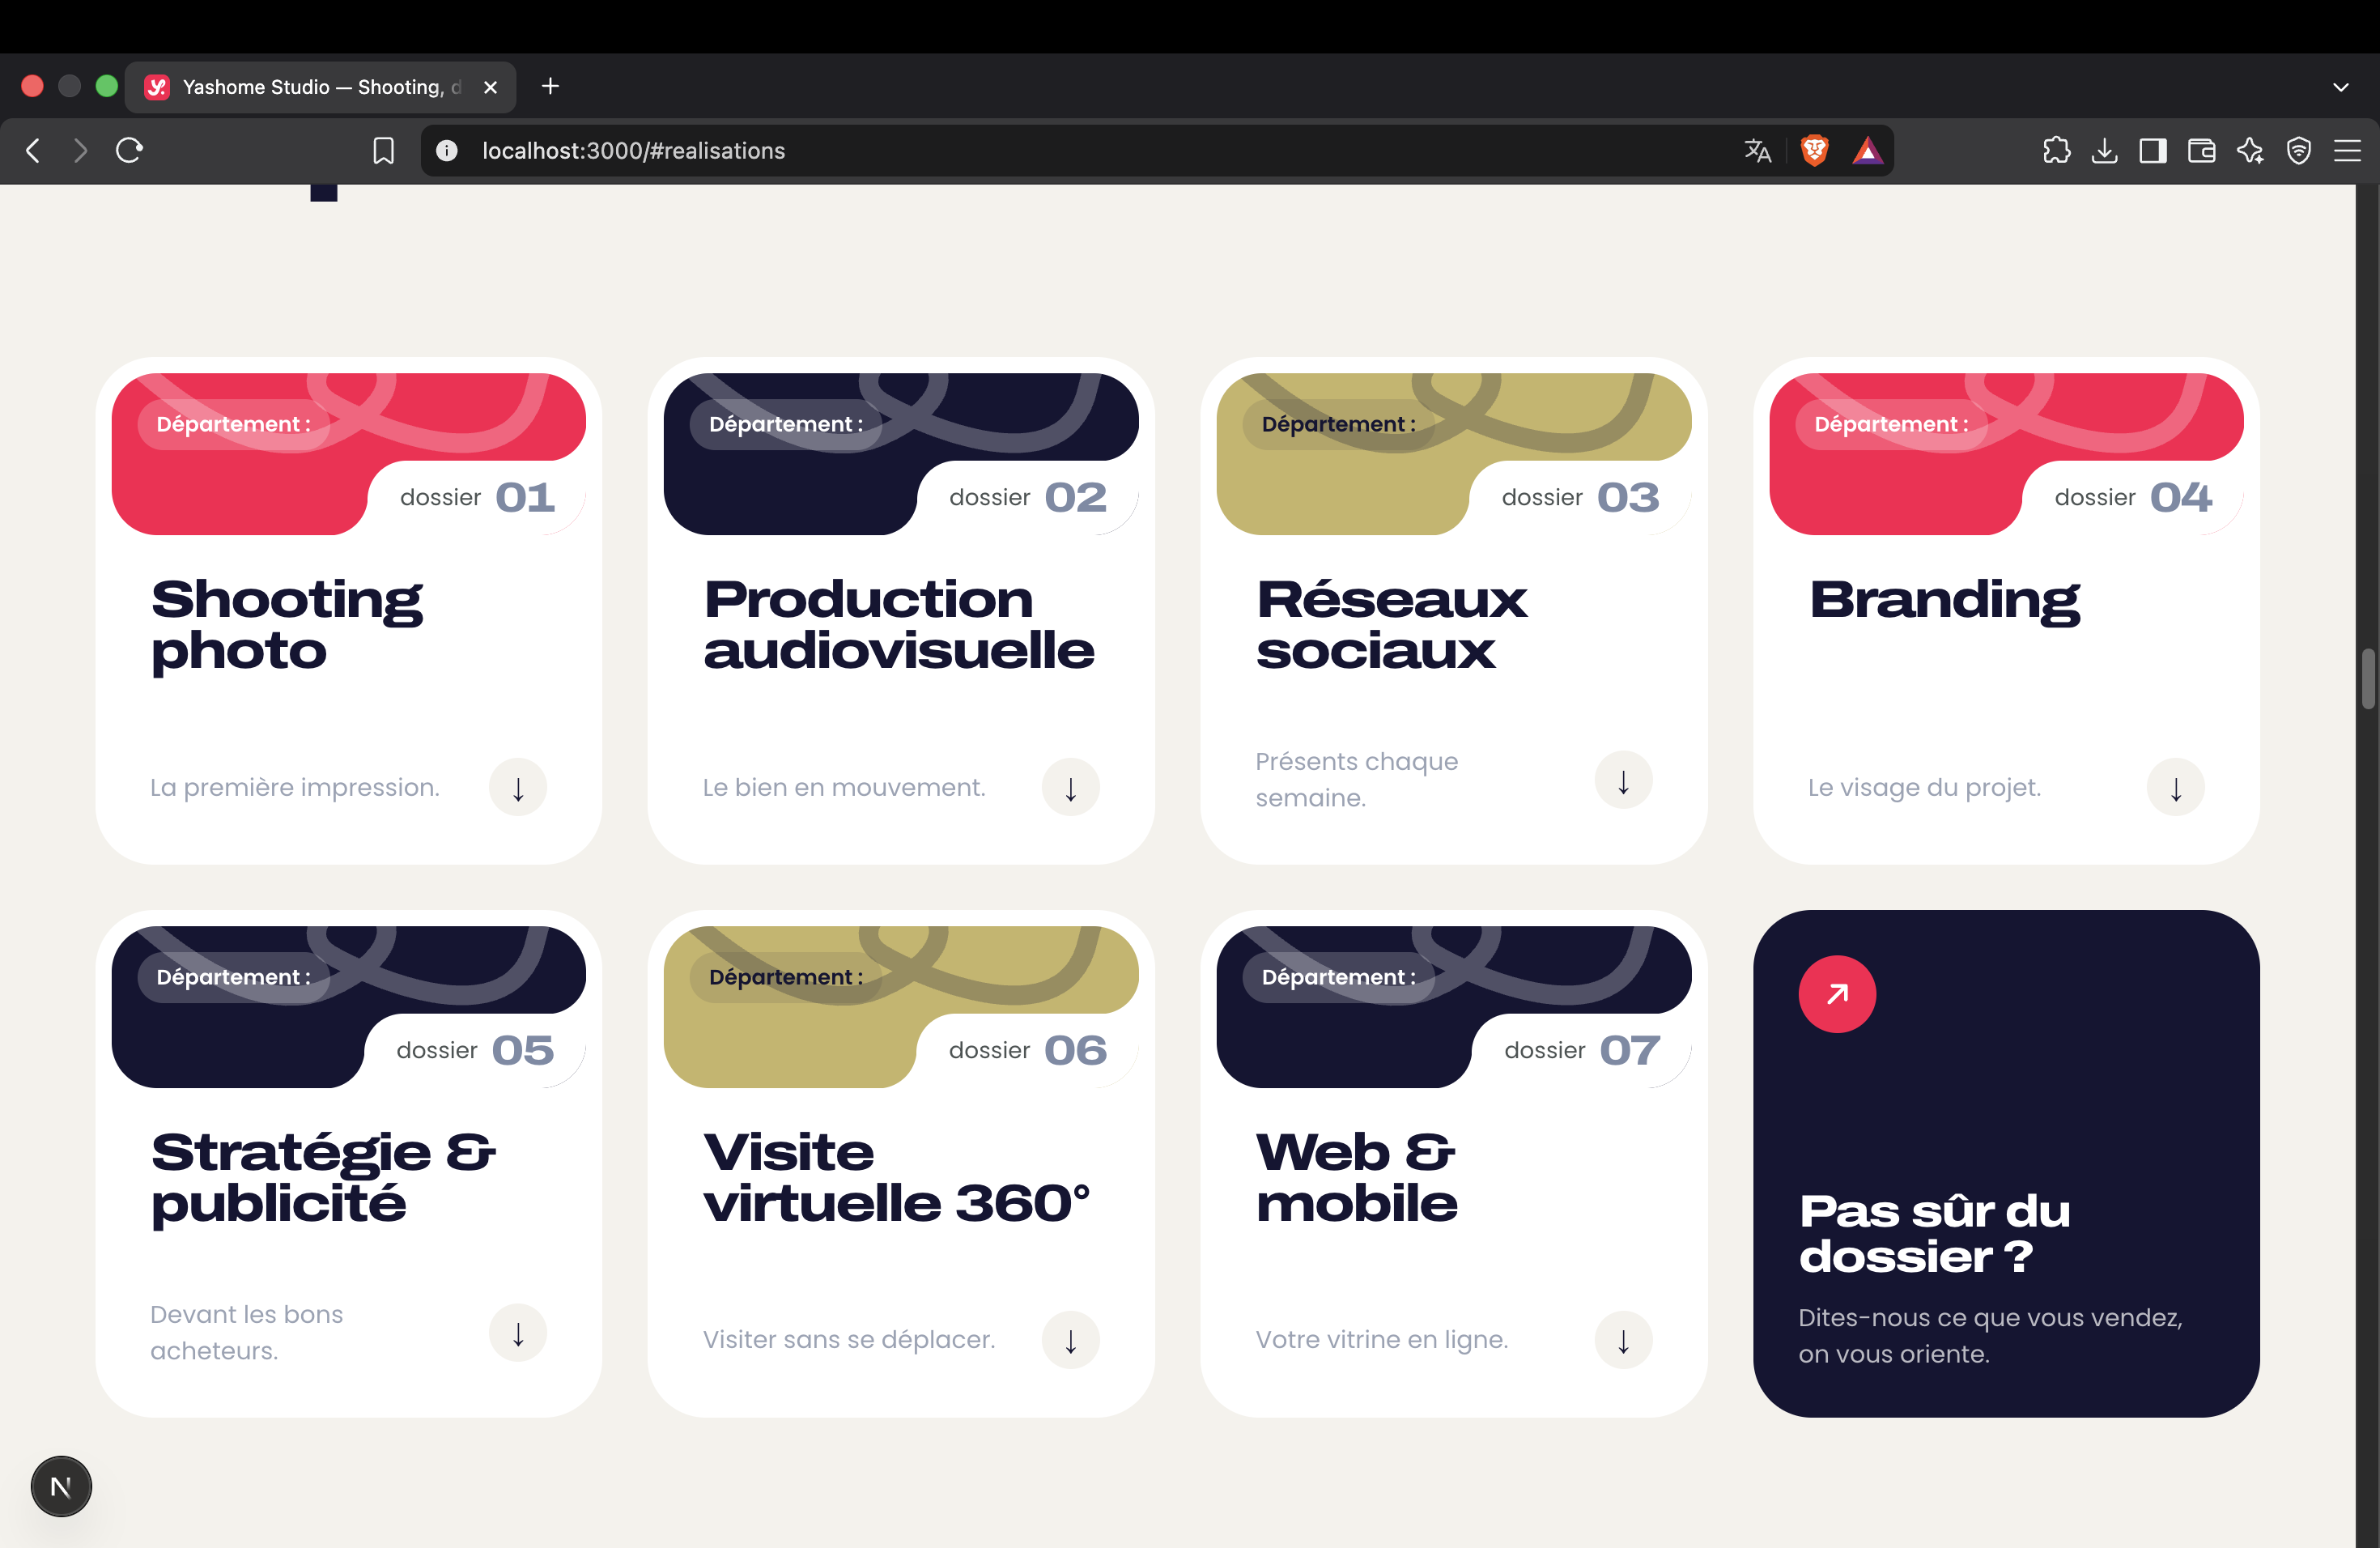 Yashome Studio — Shooting, d
localhost:3000/#realisations
Département :
dossier 01
Shooting
photo
La première impression.
↓
Département :
dossier 02
Production
audiovisuelle
Le bien en mouvement.
↓
Département :
dossier 03
Réseaux
sociaux
Présents chaque
semaine.
↓
Département :
dossier 04
Branding
Le visage du projet.
↓
Département :
dossier 05
Stratégie &
publicité
Devant les bons
acheteurs.
↓
Département :
dossier 06
Visite
virtuelle 360°
Visiter sans se déplacer.
↓
Département :
dossier 07
Web &
mobile
Votre vitrine en ligne.
↓
Pas sûr du
dossier ?
Dites-nous ce que vous vendez,
on vous oriente.
N